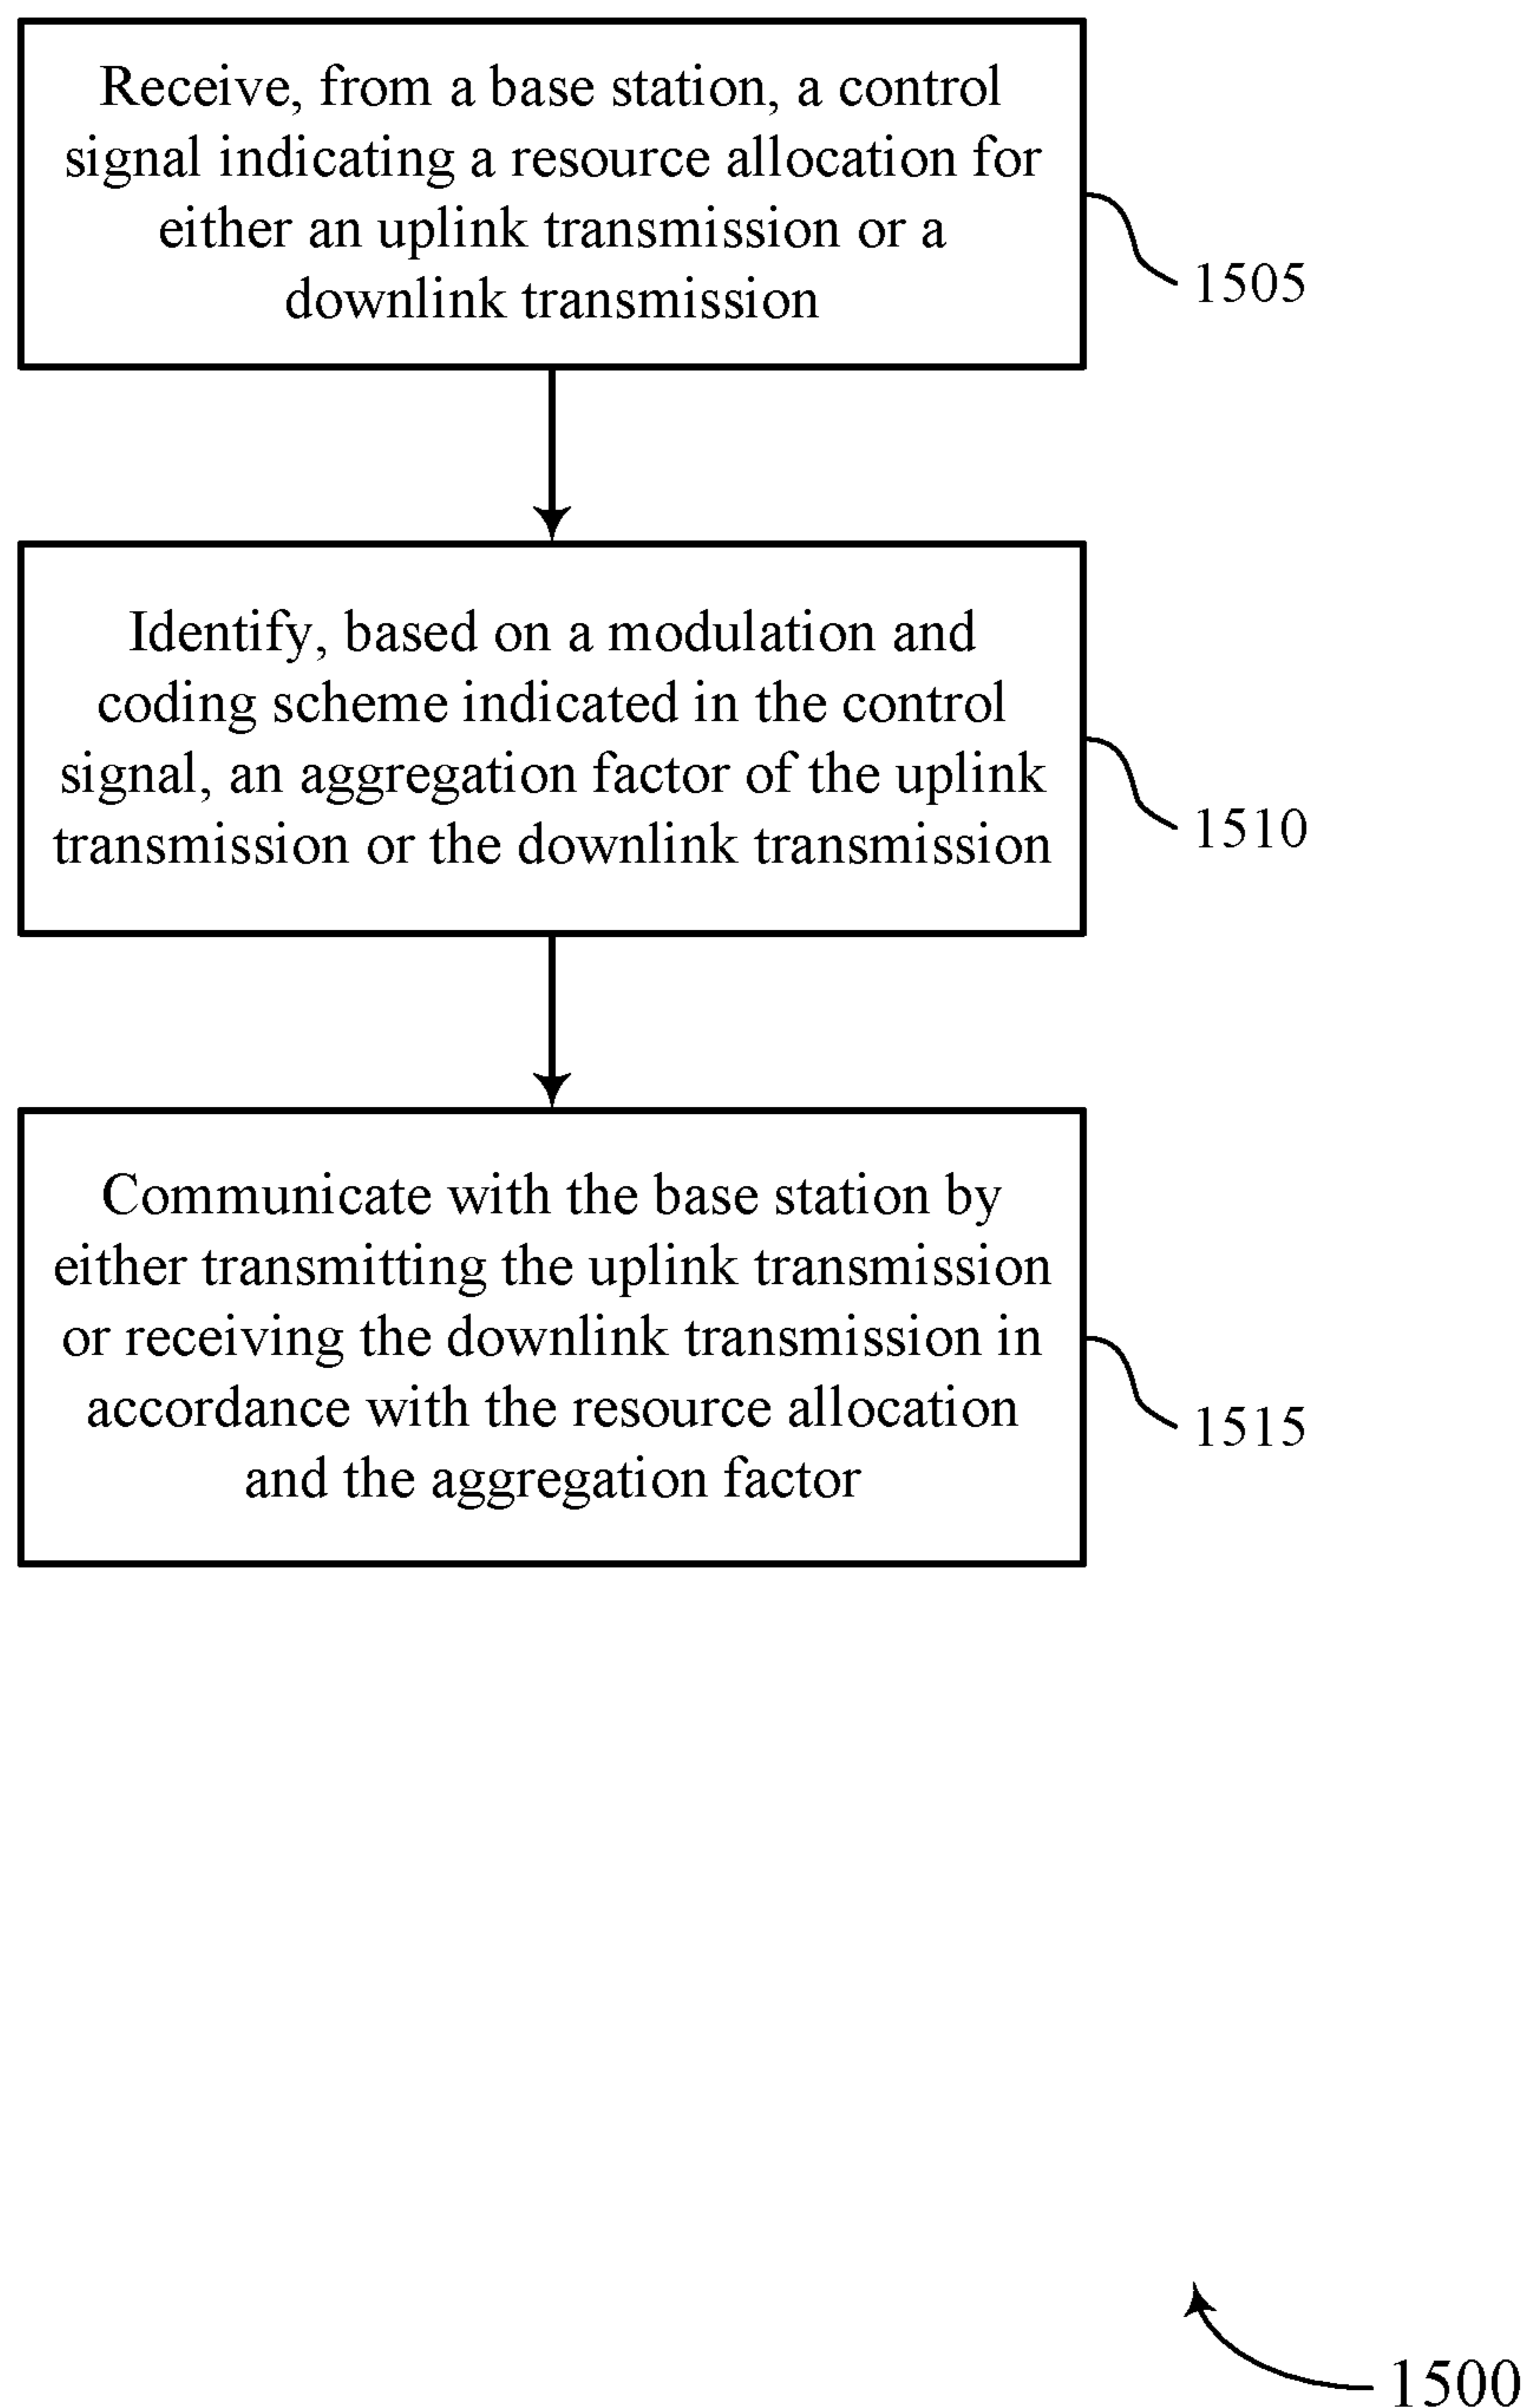 Receive, from a base station, a control
signal indicating a resource allocation for
either an uplink transmission or a
downlink transmission
1505
Identify, based on a modulation and
coding scheme indicated in the control
signal, an aggregation factor of the uplink
transmission or the downlink transmission
1510
Communicate with the base station by
either transmitting the uplink transmission
or receiving the downlink transmission in
accordance with the resource allocation
and the aggregation factor
1515
1500